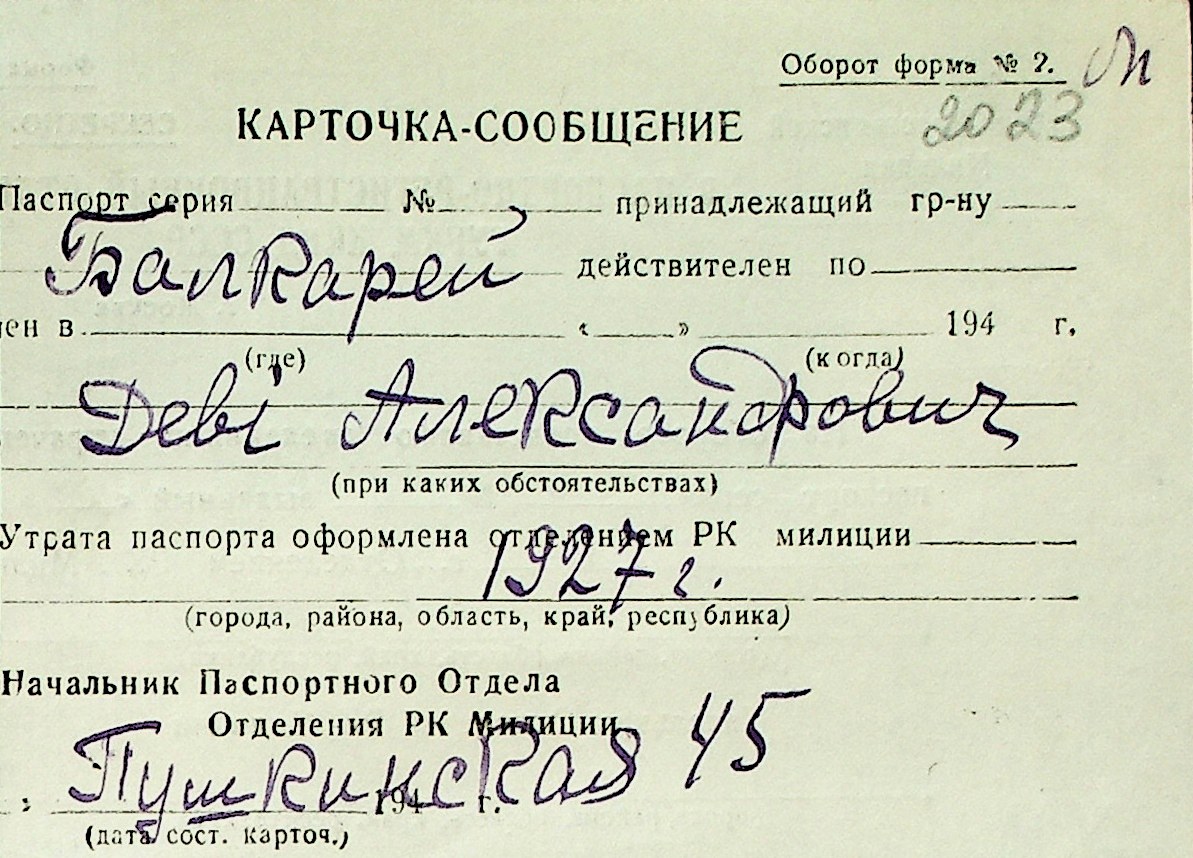 Оборот форма № 2.
2023
КАРТОЧКА-СООБЩЕНИЕ
Паспорт серия № принадлежащий гр-ну
Балкарей
действителен по
ен в « » 194 г.
(где) (когда)
Деві Александрович
(при каких обстоятельствах)
Утрата паспорта оформлена отделением РК милиции
1927 г.
(города, района, область, край, республика)
Начальник Паспортного Отдела
Отделения РК Милиции
Пушкинская 45
194 г.
(дата сост. карточ.)